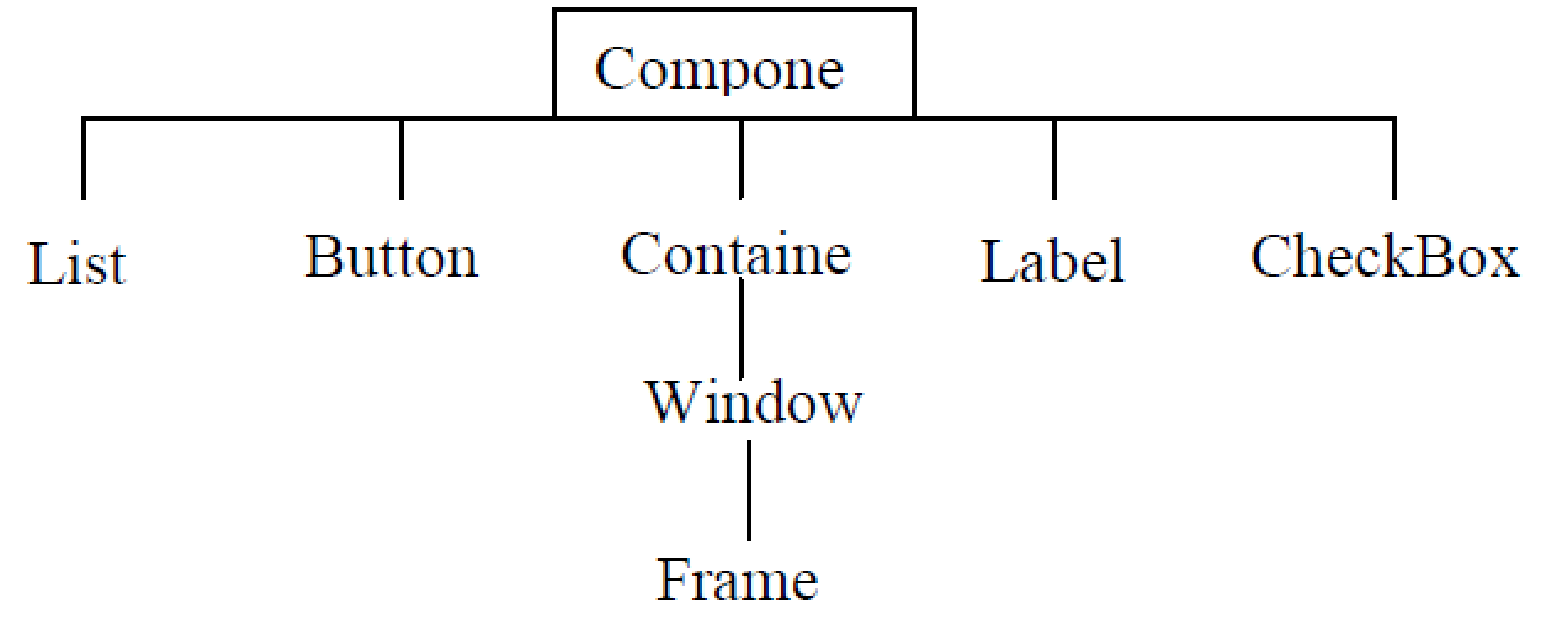 Compone
List Button Containe Label CheckBox
Window
Frame